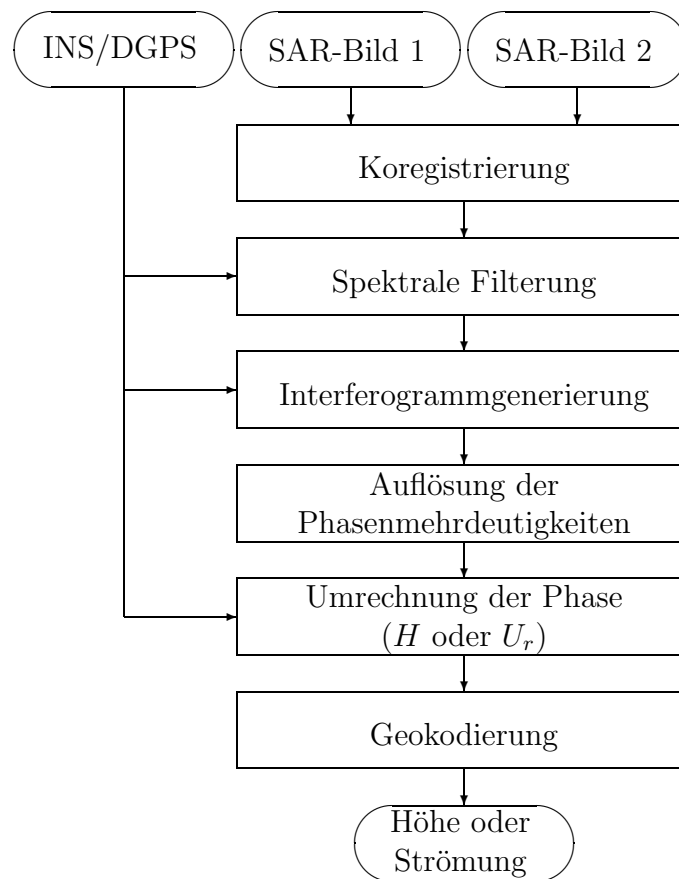 INS/DGPS
SAR-Bild 1
SAR-Bild 2
Koregistrierung
Spektrale Filterung
Interferogrammgenerierung
Auflösung der
Phasenmehrdeutigkeiten
Umrechnung der Phase
(H oder U_r)
Geokodierung
Höhe oder
Strömung